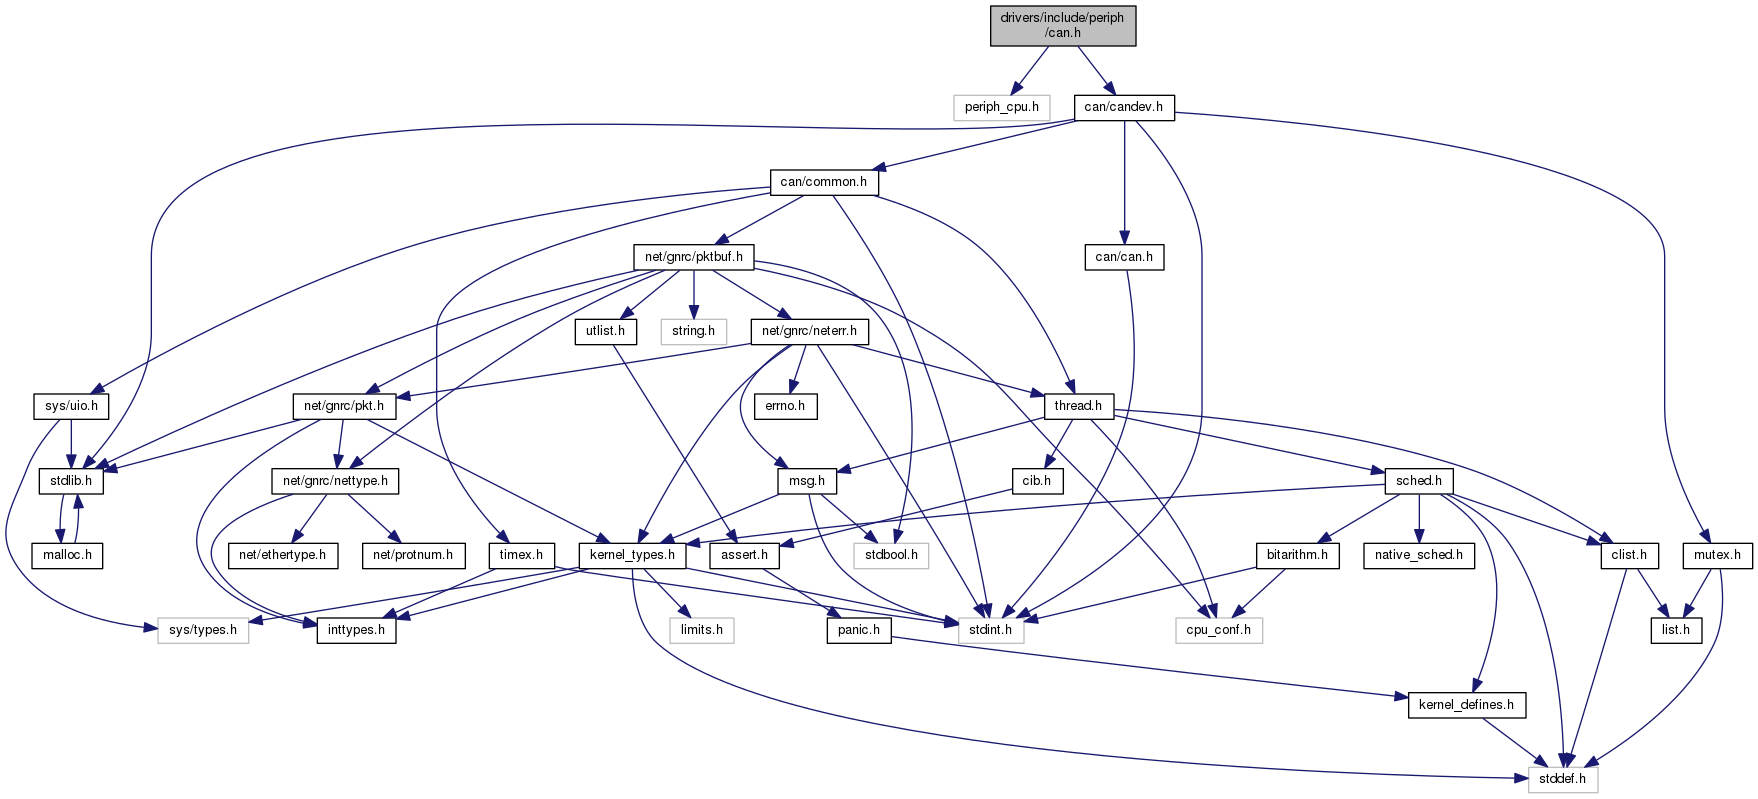 drivers/include/periph
/can.h
periph_cpu.h
can/candev.h
can/common.h
net/gnrc/pktbuf.h
can/can.h
utlist.h
string.h
net/gnrc/neterr.h
sys/uio.h
net/gnrc/pkt.h
errno.h
thread.h
stdlib.h
net/gnrc/nettype.h
msg.h
cib.h
sched.h
malloc.h
net/ethertype.h
net/protnum.h
timex.h
kernel_types.h
assert.h
stdbool.h
bitarithm.h
native_sched.h
clist.h
mutex.h
sys/types.h
inttypes.h
limits.h
panic.h
stdint.h
cpu_conf.h
list.h
kernel_defines.h
stddef.h